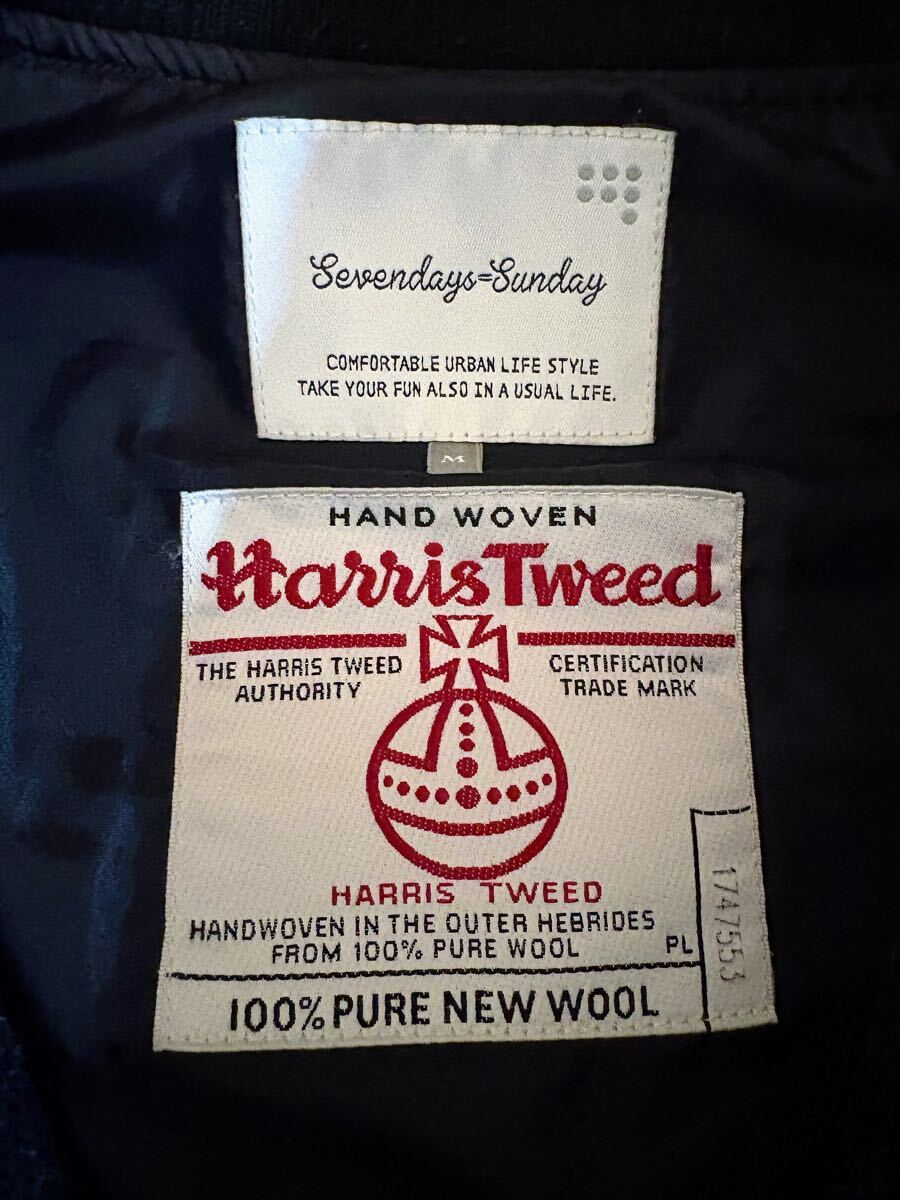 Sevendays=Sunday
COMFORTABLE URBAN LIFE STYLE
TAKE YOUR FUN ALSO IN A USUAL LIFE.
M
HAND WOVEN
Harris Tweed
THE HARRIS TWEED
AUTHORITY
CERTIFICATION
TRADE MARK
HARRIS TWEED
HANDWOVEN IN THE OUTER HEBRIDES
FROM 100% PURE WOOL
PL
1747553
100% PURE NEW WOOL